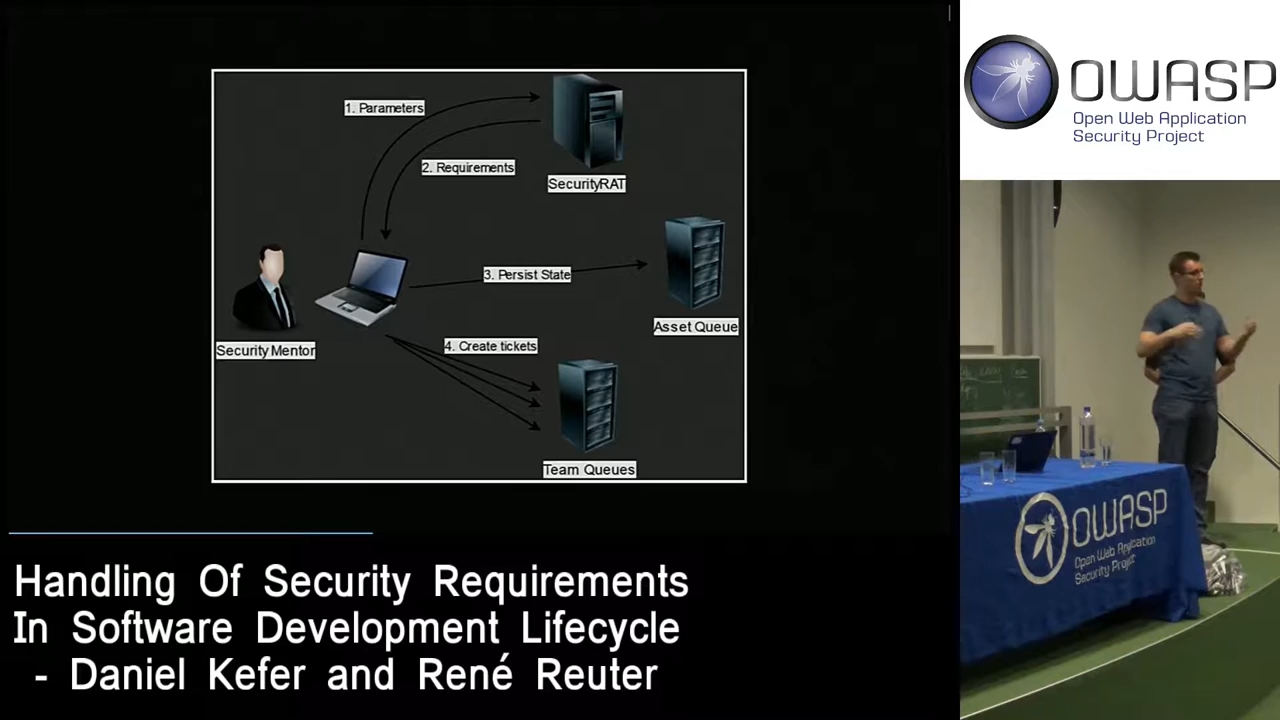 1. Parameters
2. Requirements
SecurityRAT
3. Persist State
Asset Queue
Security Mentor
4. Create tickets
Team Queues
Handling Of Security Requirements
In Software Development Lifecycle
- Daniel Kefer and René Reuter
OWASP
Open Web Application
Security Project
OWASP
Open Web Application
Security Project